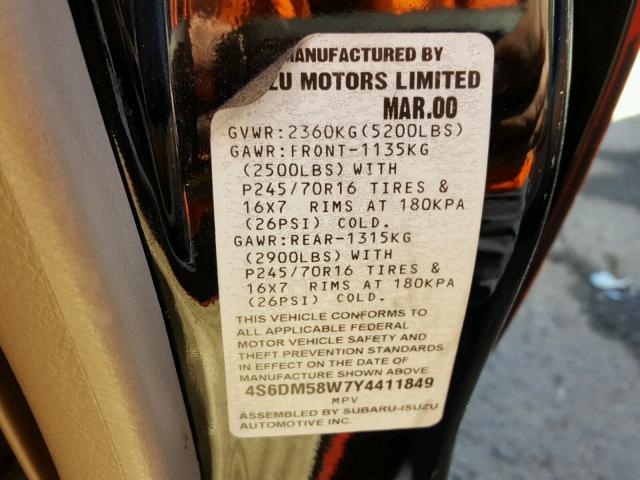 MANUFACTURED BY
ZU MOTORS LIMITED
MAR.00
GVWR:2360KG(5200LBS)
GAWR:FRONT-1135KG
(2500LBS) WITH
P245/70R16 TIRES &
16X7 RIMS AT 180KPA
(26PSI) COLD.
GAWR:REAR-1315KG
(2900LBS) WITH
P245/70R16 TIRES &
16X7 RIMS AT 180KPA
(26PSI) COLD.
THIS VEHICLE CONFORMS TO
ALL APPLICABLE FEDERAL
MOTOR VEHICLE SAFETY AND
THEFT PREVENTION STANDARDS
IN EFFECT ON THE DATE OF
MANUFACTURE SHOWN ABOVE
4S6DM58W7Y4411849
MPV
ASSEMBLED BY SUBARU-ISUZU
AUTOMOTIVE INC.